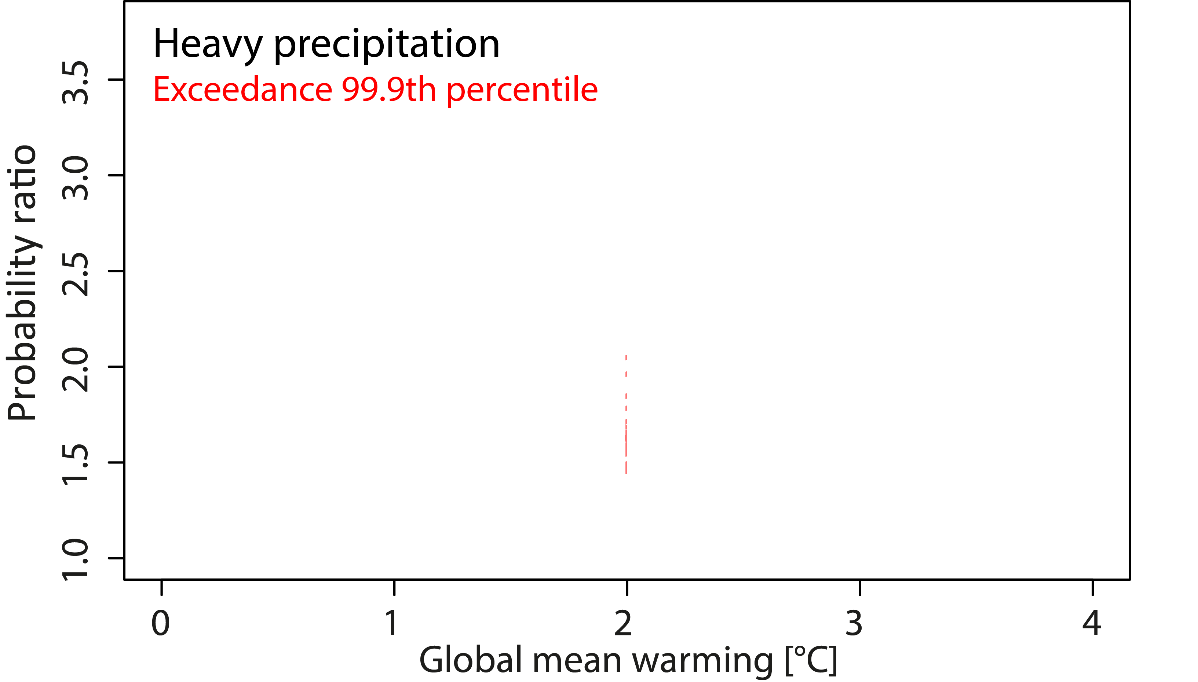 Heavy precipitation
Exceedance 99.9th percentile
Probability ratio
3.5
3.0
2.5
2.0
1.5
1.0
0 1 2 3 4
Global mean warming [°C]